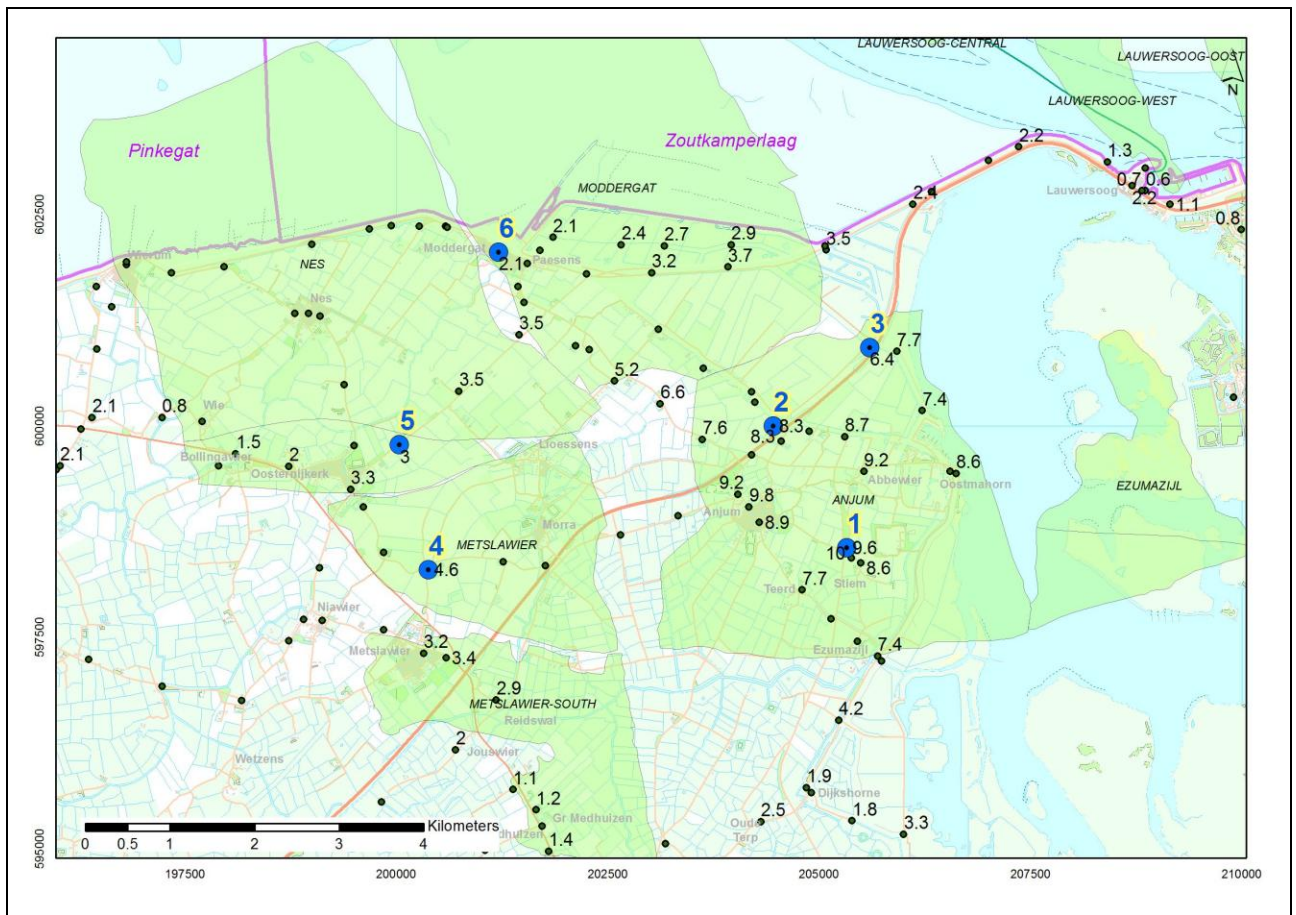 LAUWERSOOG-CENTRAL
LAUWERSOOG-OOST
N
LAUWERSOOG-WEST
Pinkegat
Zoutkamperlaag
2.2
1.3
MODDERGAT
0.7
0.6
Lauwersoog
2.2
1.1
2.4
0.8
602500
6
2.1
2.4
2.7
2.9
3.5
Moddergat
Wierum
NES
2.1
Paesens
3.2
3.7
Nes
3.5
3
7.7
6.4
5.2
3.5
6.6
7.4
2.1
0.8
Wie
2
600000
5
7.6
8.3
8.3
8.7
1.5
3
Lioessens
2.1
Bollingawier
2
Oosternijkerk
9.2
8.6
Abbewier
Oostmahorn
3.3
9.2
9.8
EZUMAZIJL
ANJUM
Anjum
8.9
Morra
1
METSLAWIER
4
10
9.6
4.6
8.6
Teerd
7.7
Stiem
Niawier
597500
3.2
Metslawier
3.4
Ezumazijl
7.4
2.9
METSLAWIER-SOUTH
Reidswal
4.2
2
Jouswier
Wetzens
1.1
1.9
Dijkshorne
1.2
2.5
1.8
Gr Medhuizen
Oude
Terp
3.3
Kilometers
dhuizen
1.4
0 0.5 1 2 3 4
595000
197500 200000 202500 205000 207500 210000